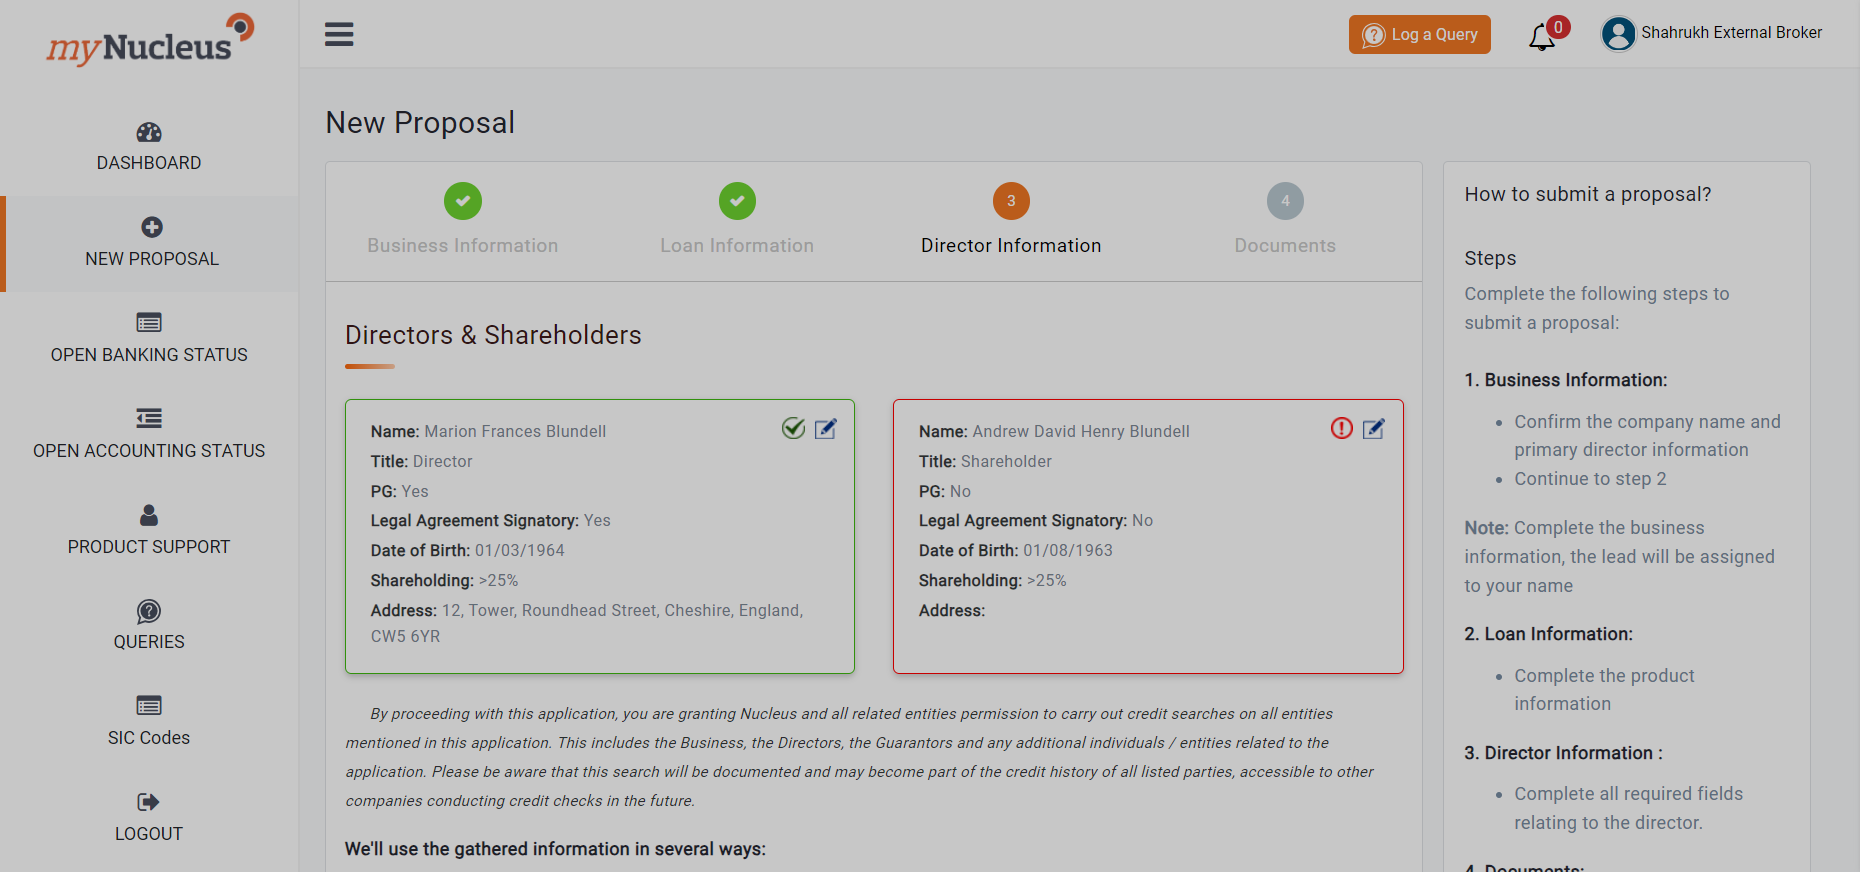 myNucleus
Log a Query
0
Shahrukh External Broker
DASHBOARD
NEW PROPOSAL
OPEN BANKING STATUS
OPEN ACCOUNTING STATUS
PRODUCT SUPPORT
QUERIES
SIC Codes
LOGOUT
New Proposal
3
4
Business Information
Loan Information
Director Information
Documents
Directors & Shareholders
Name: Marion Frances Blundell
Title: Director
PG: Yes
Legal Agreement Signatory: Yes
Date of Birth: 01/03/1964
Shareholding: >25%
Address: 12, Tower, Roundhead Street, Cheshire, England,
CW5 6YR
Name: Andrew David Henry Blundell
Title: Shareholder
PG: No
Legal Agreement Signatory: No
Date of Birth: 01/08/1963
Shareholding: >25%
Address:
By proceeding with this application, you are granting Nucleus and all related entities permission to carry out credit searches on all entities
mentioned in this application. This includes the Business, the Directors, the Guarantors and any additional individuals / entities related to the
application. Please be aware that this search will be documented and may become part of the credit history of all listed parties, accessible to other
companies conducting credit checks in the future.
We'll use the gathered information in several ways:
How to submit a proposal?
Steps
Complete the following steps to
submit a proposal:
1. Business Information:
• Confirm the company name and
primary director information
• Continue to step 2
Note: Complete the business
information, the lead will be assigned
to your name
2. Loan Information:
• Complete the product
information
3. Director Information :
• Complete all required fields
relating to the director.
4. Documents: